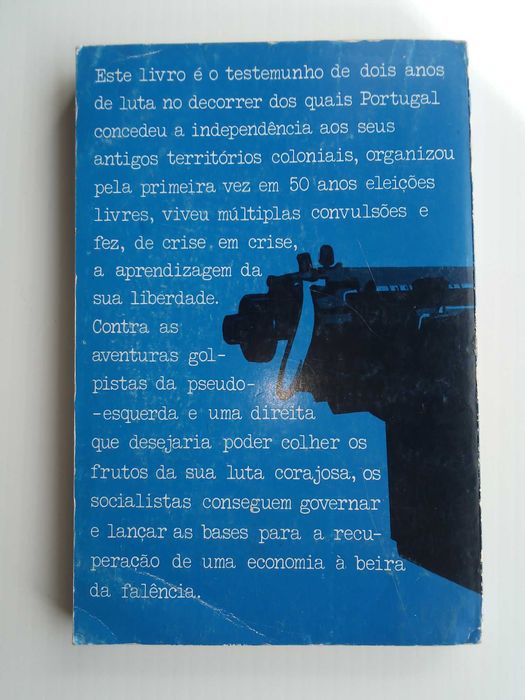 Este livro é o testemunho de dois anos
de luta no decorrer dos quais Portugal
concedeu a independência aos seus
antigos territórios coloniais, organizou
pela primeira vez em 50 anos eleições
livres, viveu múltiplas convulsões e
fez, de crise em crise,
a aprendizagem da
sua liberdade.
Contra as
aventuras gol-
pistas da pseudo-
-esquerda e uma direita
que desejaria poder colher os
frutos da sua luta corajosa, os
socialistas conseguem governar
e lançar as bases para a recu-
peração de uma economia à beira
da falência.